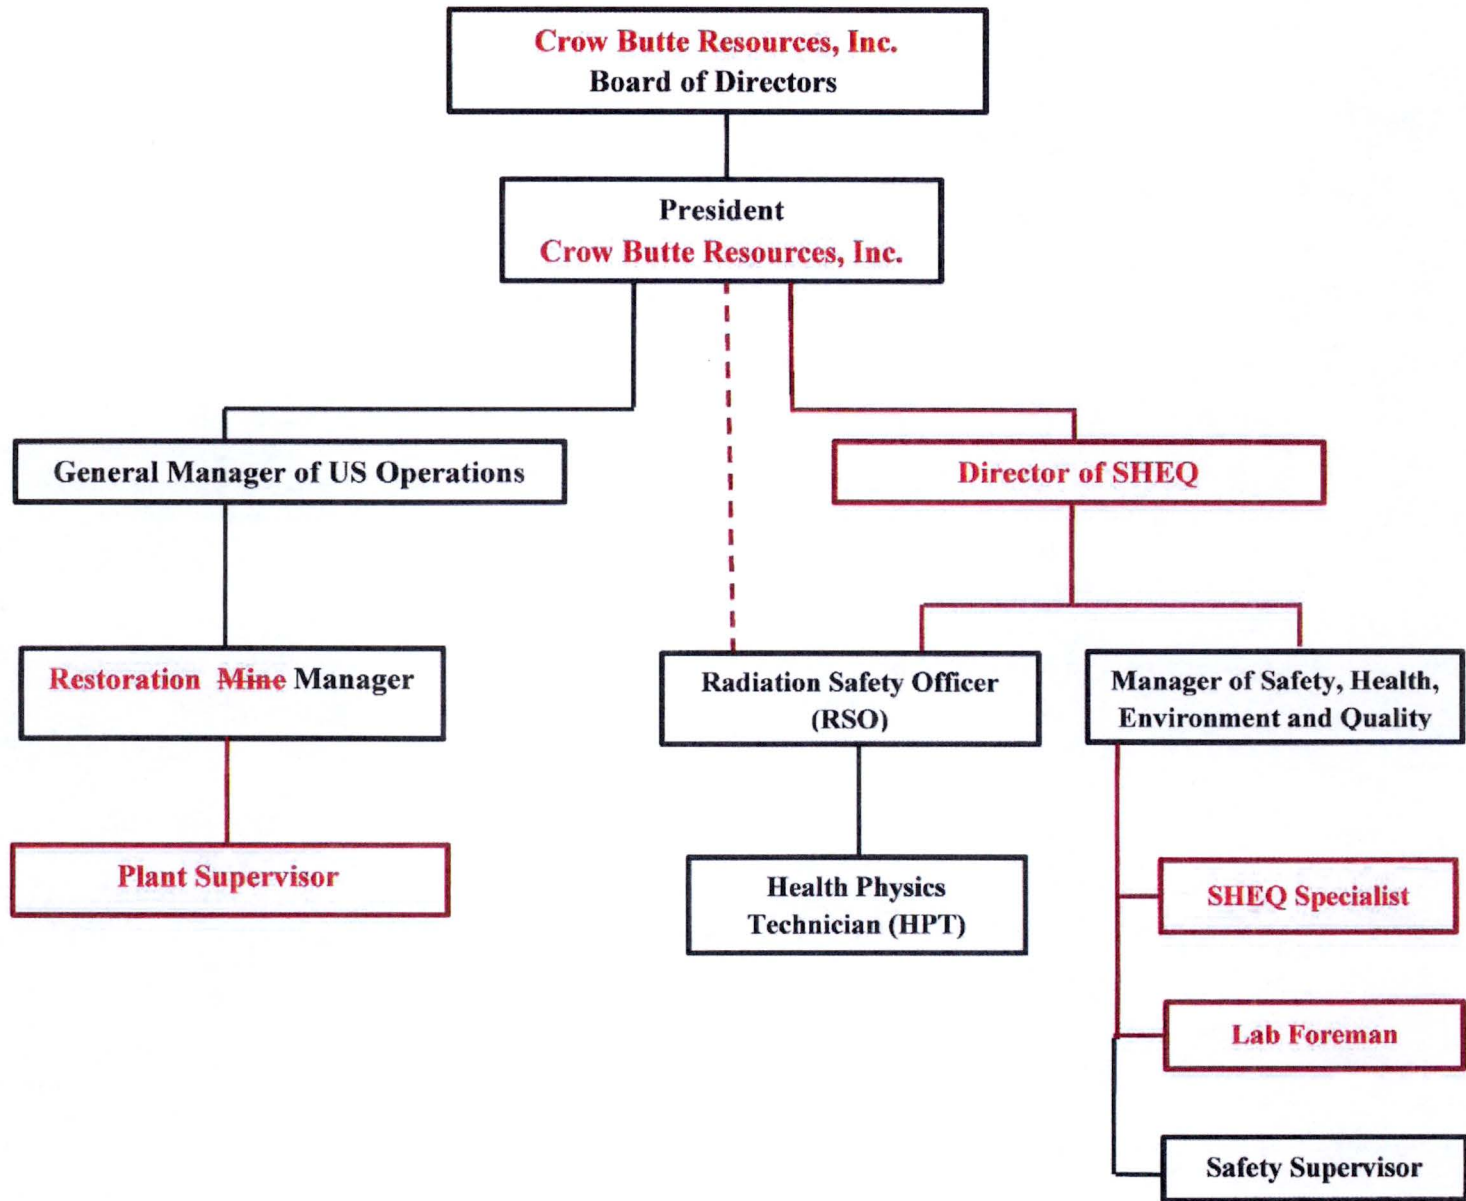 Crow Butte Resources, Inc.
Board of Directors
President
Crow Butte Resources, Inc.
General Manager of US Operations
Director of SHEQ
Restoration Mine Manager
Radiation Safety Officer
(RSO)
Manager of Safety, Health,
Environment and Quality
Plant Supervisor
Health Physics
Technician (HPT)
SHEQ Specialist
Lab Foreman
Safety Supervisor